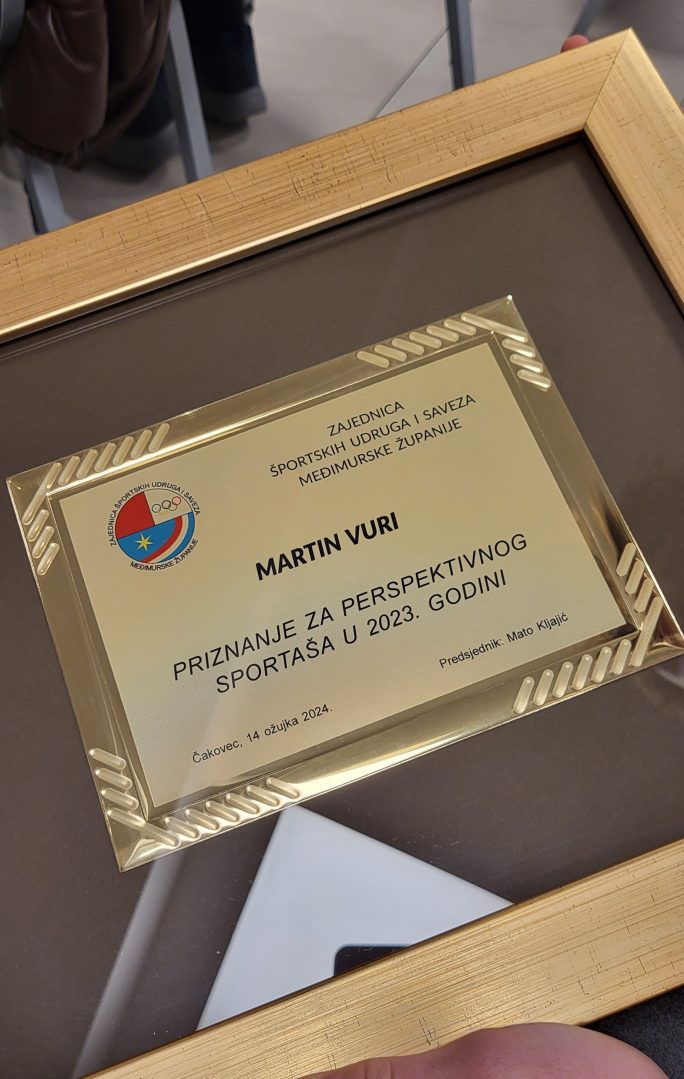 ZAJEDNICA
ŠPORTSKIH UDRUGA I SAVEZA
MEĐIMURSKE ŽUPANIJE
ZAJEDNICA ŠPORTSKIH UDRUGA I SAVEZA
MEĐIMURSKE ŽUPANIJE
MARTIN VURI
PRIZNANJE ZA PERSPEKTIVNOG
SPORTAŠA U 2023. GODINI
Predsjednik: Mato Kljajić
Čakovec, 14 ožujka 2024.